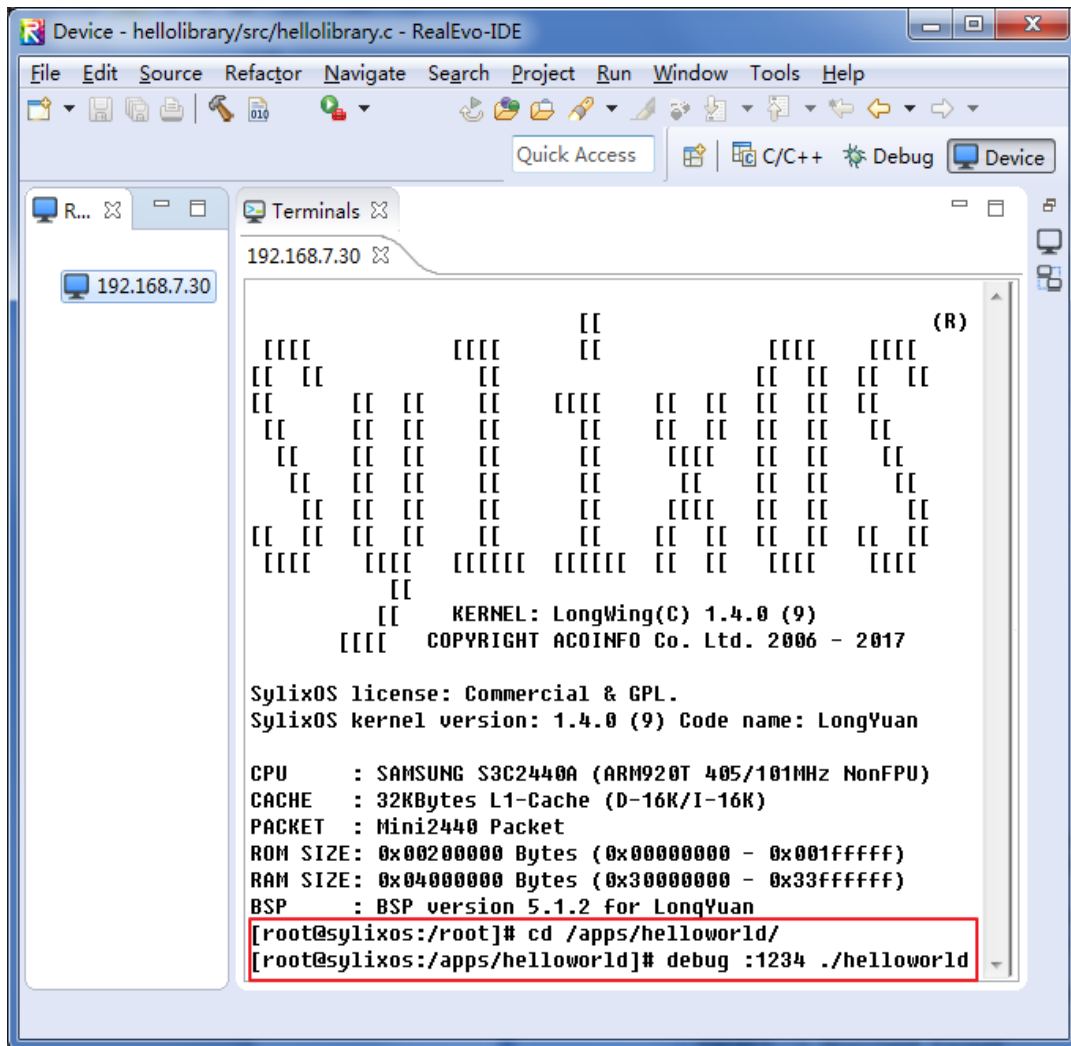 Device - hellolibrary/src/hellolibrary.c - RealEvo-IDE
File Edit Source Refactor Navigate Search Project Run Window Tools Help
Quick Access C/C++ Debug Device
R... Terminals
192.168.7.30
192.168.7.30
[[ (R)
[[[[ [[[[ [[ [[[[ [[[[
[[ [[ [[ [[ [[ [[ [[
[[ [[ [[ [[ [[[[ [[ [[ [[ [[ [[
[[ [[ [[ [[ [[ [[ [[ [[ [[ [[
[[ [[ [[ [[ [[ [[[[ [[ [[ [[
[[ [[ [[ [[ [[ [[ [[ [[ [[
[[ [[ [[ [[ [[ [[[[ [[ [[ [[
[[ [[ [[ [[ [[ [[ [[ [[ [[ [[ [[ [[
[[[[ [[[[ [[[[[[ [[[[[[ [[ [[ [[[[ [[[[
[[
[[ KERNEL: LongWing(C) 1.4.0 (9)
[[[[ COPYRIGHT ACOINFO Co. Ltd. 2006 - 2017
SylixOS license: Commercial & GPL.
SylixOS kernel version: 1.4.0 (9) Code name: LongYuan
CPU : SAMSUNG S3C2440A (ARM920T 405/101MHz NonFPU)
CACHE : 32KBytes L1-Cache (D-16K/I-16K)
PACKET : Mini2440 Packet
ROM SIZE: 0x00200000 Bytes (0x00000000 - 0x001fffff)
RAM SIZE: 0x04000000 Bytes (0x30000000 - 0x33ffffff)
BSP : BSP version 5.1.2 for LongYuan
[root@sylixos:/root]# cd /apps/helloworld/
[root@sylixos:/apps/helloworld]# debug :1234 ./helloworld